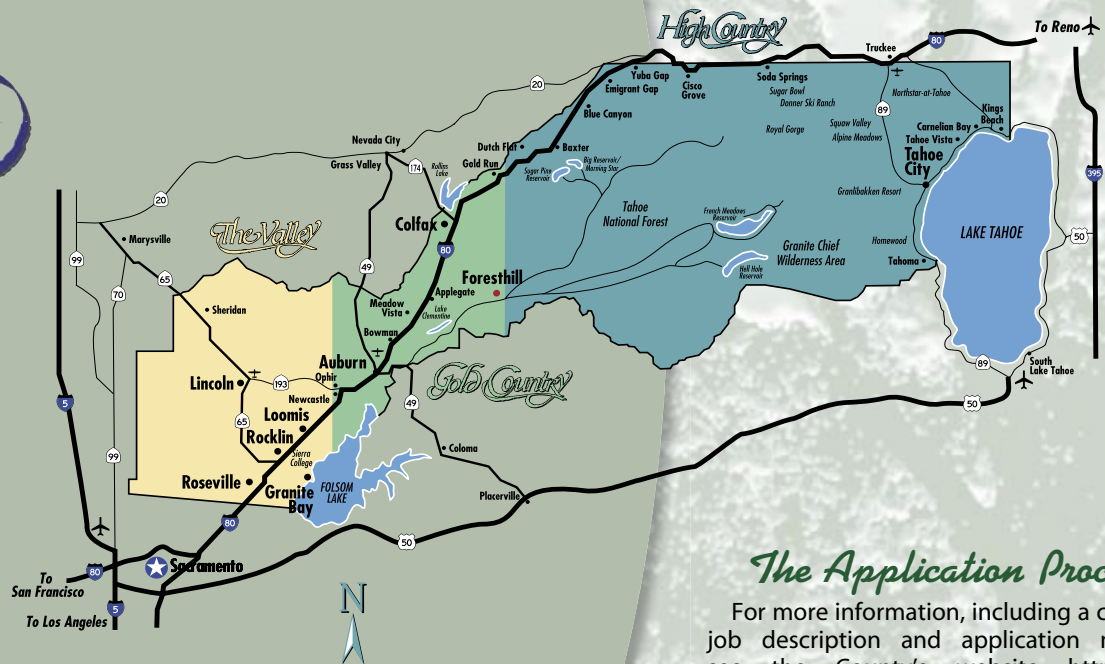 High Country
To Reno
80
Truckee
20
Yuba Gap
Emigrant Gap
Cisco
Grove
Soda Springs
Sugar Bowl
Donner Ski Ranch
Northstar-at-Tahoe
89
Blue Canyon
Royal Gorge
Squaw Valley
Alpine Meadows
Kings
Beach
Carnelian Bay
Tahoe Vista
Tahoe
City
Nevada City
Grass Valley
174
Dutch Flat
Gold Run
Baxter
Rollins
Lake
Sugar Pine
Reservoir
Big Reservoir/
Morning Star
395
Granlibakken Resort
20
The Valley
Colfax
80
Tahoe
National Forest
French Meadows
Reservoir
LAKE TAHOE
50
Marysville
99
65
70
49
Foresthill
Granite Chief
Wilderness Area
Hell Hole
Reservoir
Homewood
Tahoma
Sheridan
Meadow
Vista
Applegate
Lake
Clementine
Bowman
Auburn
Ophir
Newcastle
Gold Country
89
South
Lake Tahoe
50
Lincoln
193
49
5
65
Loomis
Rocklin
Sierra
College
Coloma
99
Roseville
Granite
Bay
FOLSOM
LAKE
Placerville
80
50
Sacramento
80
To
San Francisco
5
To Los Angeles
N
The Application Proc
For more information, including a c
job description and application
see the County's website